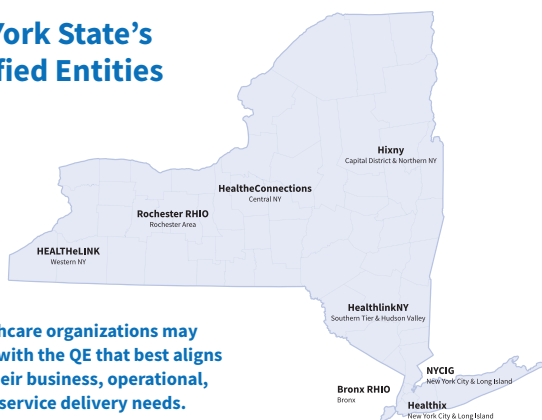 York State's
fied Entities
Hixny
Capital District & Northern NY
HealtheConnections
Central NY
Rochester RHIO
Rochester Area
HEALTHeLINK
Western NY
HealthlinkNY
Southern Tier & Hudson Valley
hcare organizations may
with the QE that best aligns
eir business, operational,
service delivery needs.
NYCIG
New York City & Long Island
Bronx RHIO
Bronx
Healthix
New York City & Long Island